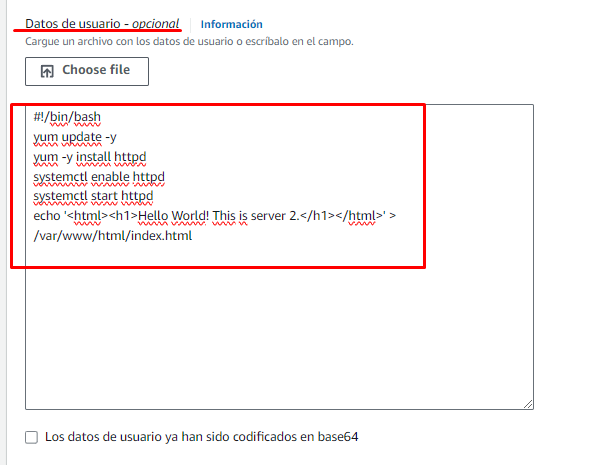 Datos de usuario - opcional Información
Cargue un archivo con los datos de usuario o escríbalo en el campo.
Choose file
#!/bin/bash
yum update -y
yum -y install httpd
systemctl enable httpd
systemctl start httpd
echo '<html><h1>Hello World! This is server 2.</h1></html>' >
/var/www/html/index.html
Los datos de usuario ya han sido codificados en base64